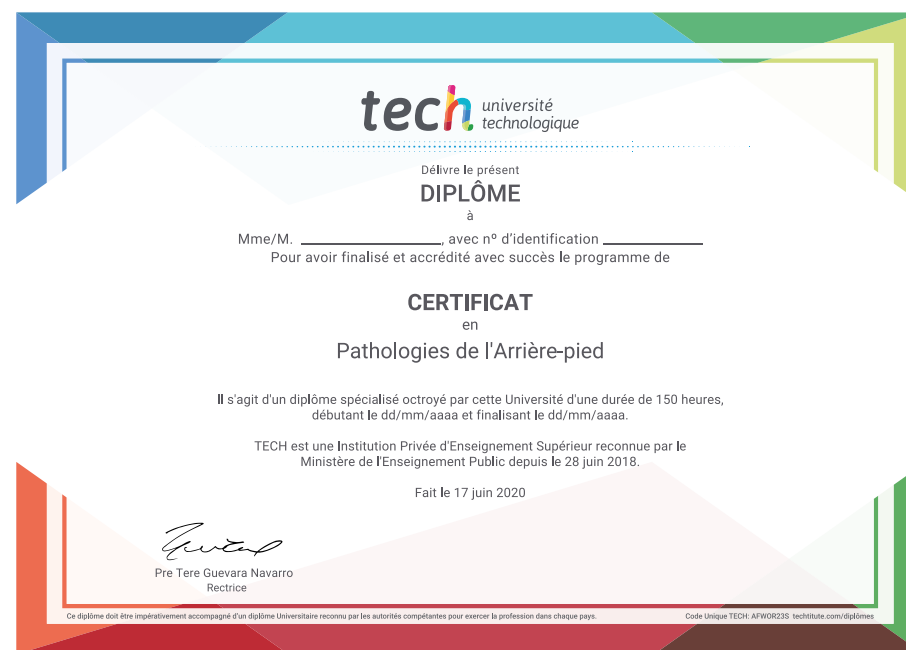 tech université
technologique
Délivre le présent
DIPLÔME
à
Mme/M. ____________________, avec nº d'identification ______________
Pour avoir finalisé et accrédité avec succès le programme de
CERTIFICAT
en
Pathologies de l'Arrière-pied
Il s'agit d'un diplôme spécialisé octroyé par cette Université d'une durée de 150 heures,
débutant le dd/mm/aaaa et finalisant le dd/mm/aaaa.
TECH est une Institution Privée d'Enseignement Supérieur reconnue par le
Ministère de l'Enseignement Public depuis le 28 juin 2018.
Fait le 17 juin 2020
Pre Tere Guevara Navarro
Rectrice
Ce diplôme doit être impérativement accompagné d'un diplôme Universitaire reconnu par les autorités compétentes pour exercer la profession dans chaque pays.
Code Unique TECH: AFWOR23S techtitute.com/diplômes